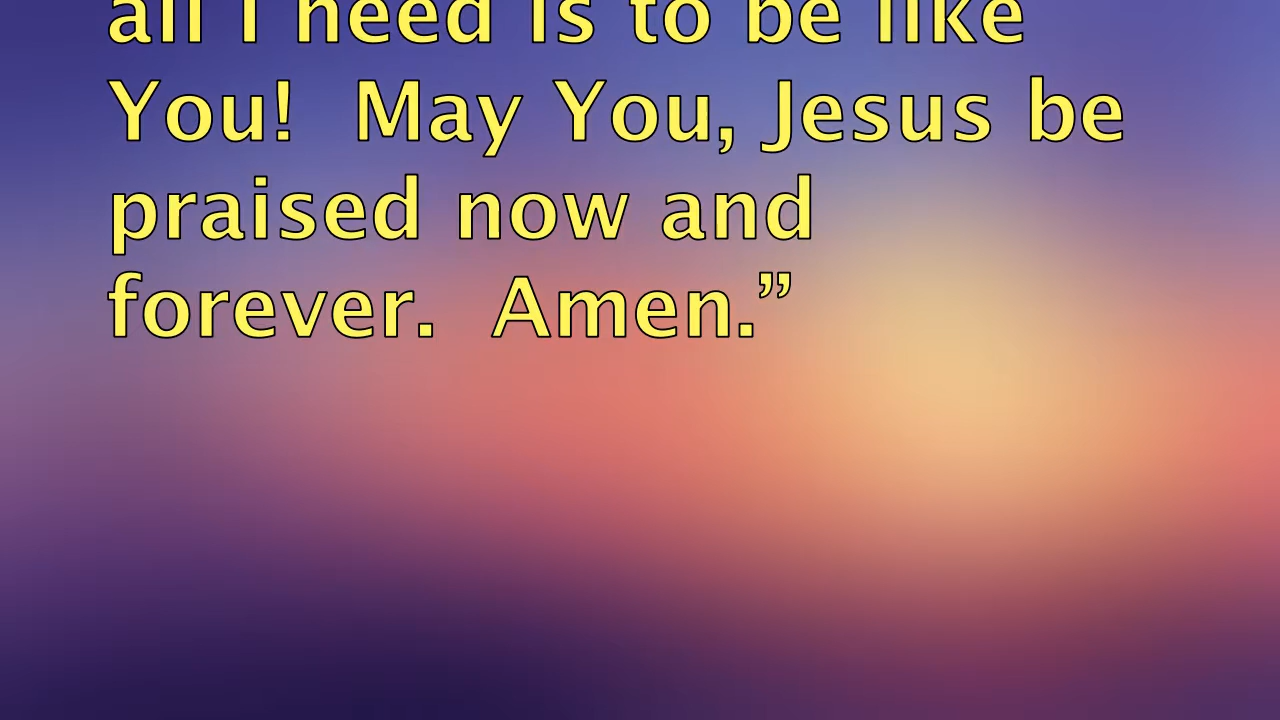 all I need is to be like
You!  May You, Jesus be
praised now and
forever.  Amen.”